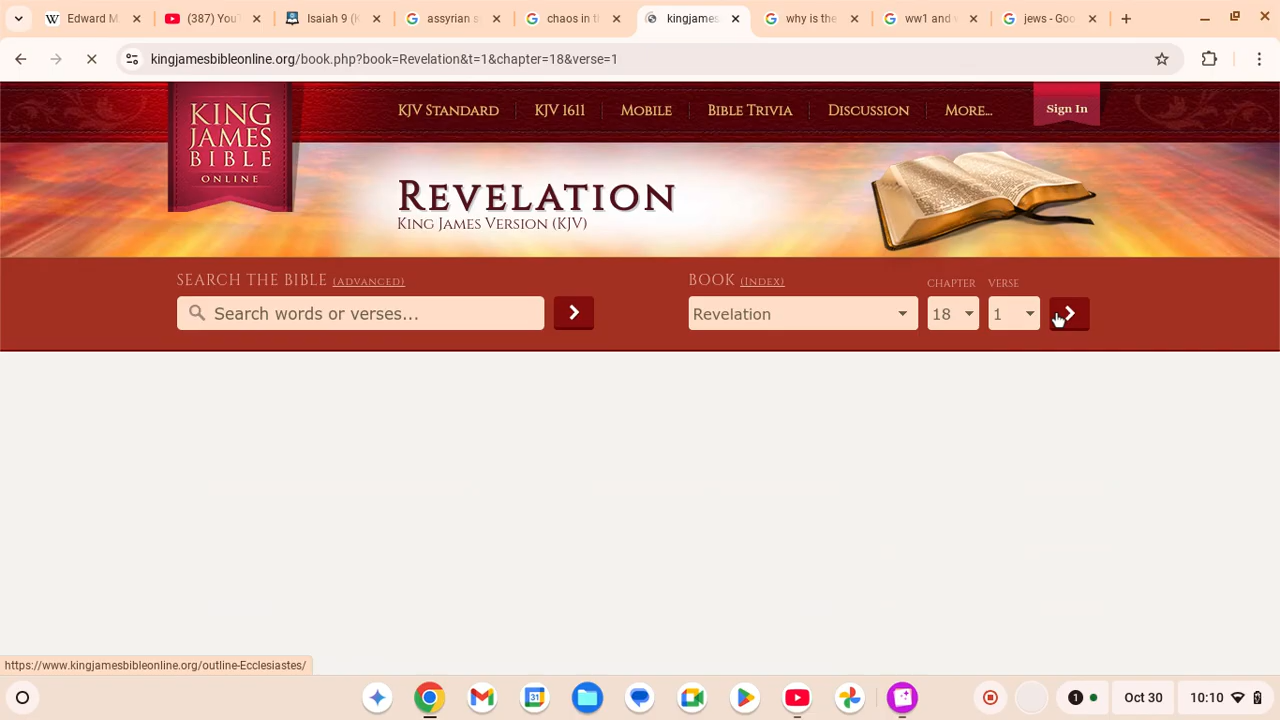 Edward M
(387) YouT
Isaiah 9 (K
assyrian s
chaos in t
kingjames
why is the
ww1 and v
jews - Goo
kingjamesbibleonline.org/book.php?book=Revelation&t=1&chapter=18&verse=1
KING
JAMES
BIBLE
ONLINE
KJV STANDARD
KJV 1611
MOBILE
BIBLE TRIVIA
DISCUSSION
MORE...
Sign In
REVELATION
KING JAMES VERSION (KJV)
SEARCH THE BIBLE (ADVANCED)
BOOK (INDEX)
CHAPTER
VERSE
Search words or verses...
Revelation
18
1
https://www.kingjamesbibleonline.org/outline-Ecclesiastes/
31
1
Oct 30
10:10